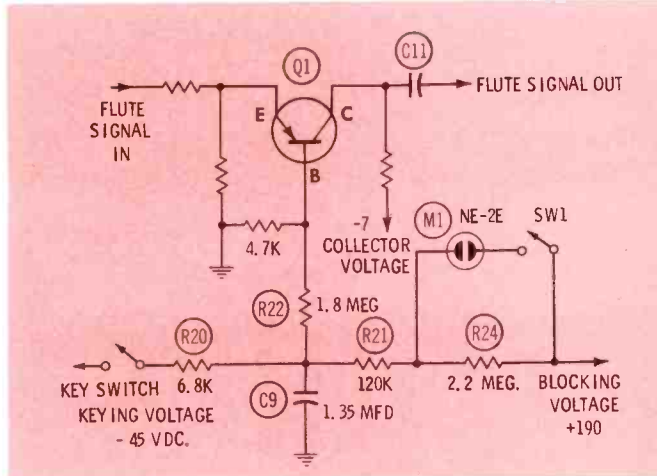 Q1
C11
FLUTE SIGNAL IN
FLUTE SIGNAL OUT
E
C
B
4.7K
-7
COLLECTOR
VOLTAGE
M1
NE-2E
SW1
R22
1.8 MEG
R20
R21
R24
KEY SWITCH
6.8K
C9
120K
2.2 MEG.
BLOCKING
KEYING VOLTAGE
1.35 MFD
VOLTAGE
- 45 VDC.
+190